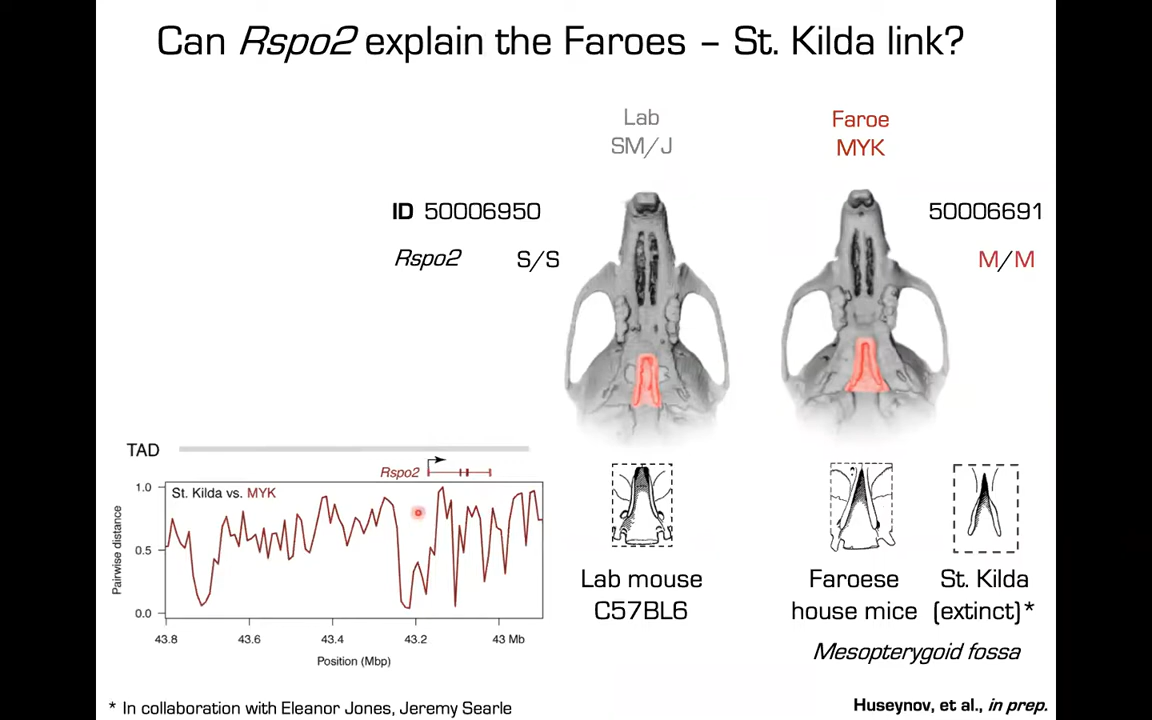 Can Rspo2 explain the Faroes – St. Kilda link?
Lab
SM/J
Faroe
MYK
ID 50006950
50006691
Rspo2 S/S
M/M
TAD
Rspo2
St. Kilda vs. MYK
Pairwise distance
1.0
0.5
0.0
43.8 43.6 43.4 43.2 43 Mb
Position (Mbp)
Lab mouse
C57BL6
Faroese
house mice
St. Kilda
(extinct)*
Mesopterygoid fossa
* In collaboration with Eleanor Jones, Jeremy Searle
Huseynov, et al., in prep.